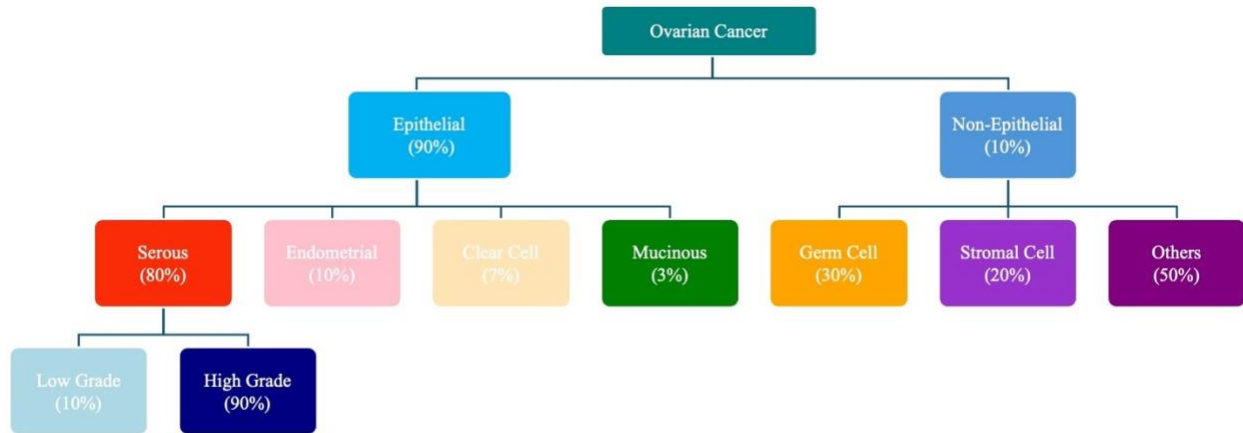 Ovarian Cancer
Epithelial
(90%)
Non-Epithelial
(10%)
Serous
(80%)
Endometrial
(10%)
Clear Cell
(7%)
Mucinous
(3%)
Germ Cell
(30%)
Stromal Cell
(20%)
Others
(50%)
Low Grade
(10%)
High Grade
(90%)